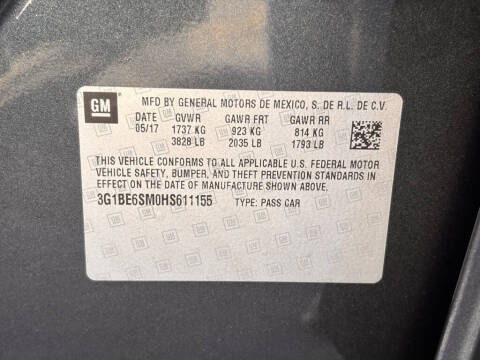 GM MFD BY GENERAL MOTORS DE MEXICO, S. DE R.L. DE C.V.
DATE GVWR GAWR FRT GAWR RR
05/17 1737 KG 923 KG 814 KG
3828 LB 2035 LB 1793 LB
THIS VEHICLE CONFORMS TO ALL APPLICABLE U.S. FEDERAL MOTOR
VEHICLE SAFETY, BUMPER, AND THEFT PREVENTION STANDARDS IN
EFFECT ON THE DATE OF MANUFACTURE SHOWN ABOVE.
3G1BE6SM0HS611155 TYPE: PASS CAR